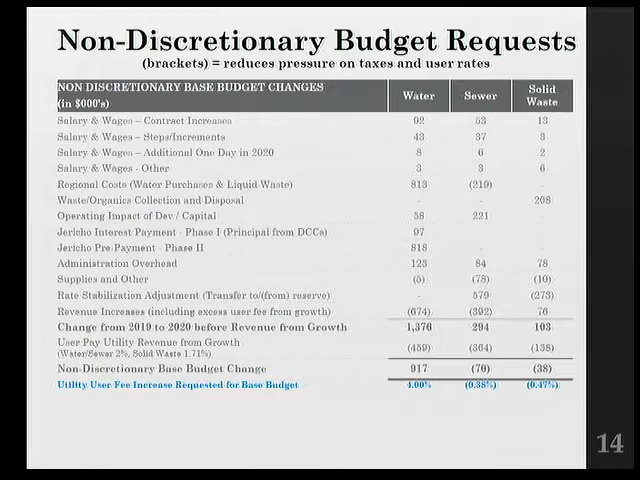 Non-Discretionary Budget Requests
(brackets) = reduces pressure on taxes and user rates
NON DISCRETIONARY BASE BUDGET CHANGES (in $000's) Water Sewer Solid Waste
Salary & Wages – Contract Increases 92 53 13
Salary & Wages – Steps/Increments 43 37 3
Salary & Wages – Additional One Day in 2020 8 6 2
Salary & Wages - Other 3 3 6
Regional Costs (Water Purchases & Liquid Waste) 813 (219) -
Waste/Organics Collection and Disposal - - 208
Operating Impact of Dev / Capital 58 221
Jericho Interest Payment - Phase I (Principal from DCCs) 97
Jericho Pre-Payment - Phase II 818 - -
Administration Overhead 123 84 78
Supplies and Other (5) (78) (10)
Rate Stabilization Adjustment (Transfer to/(from) reserve) - 579 (273)
Revenue Increases (including excess user fee from growth) (674) (392) 76
Change from 2019 to 2020 before Revenue from Growth 1,376 294 103
User Pay Utility Revenue from Growth (459) (364) (138)
(Water/Sewer 2%, Solid Waste 1.71%)
Non-Discretionary Base Budget Change 917 (70) (38)
Utility User Fee Increase Requested for Base Budget 4.00% (0.38%) (0.47%)
14